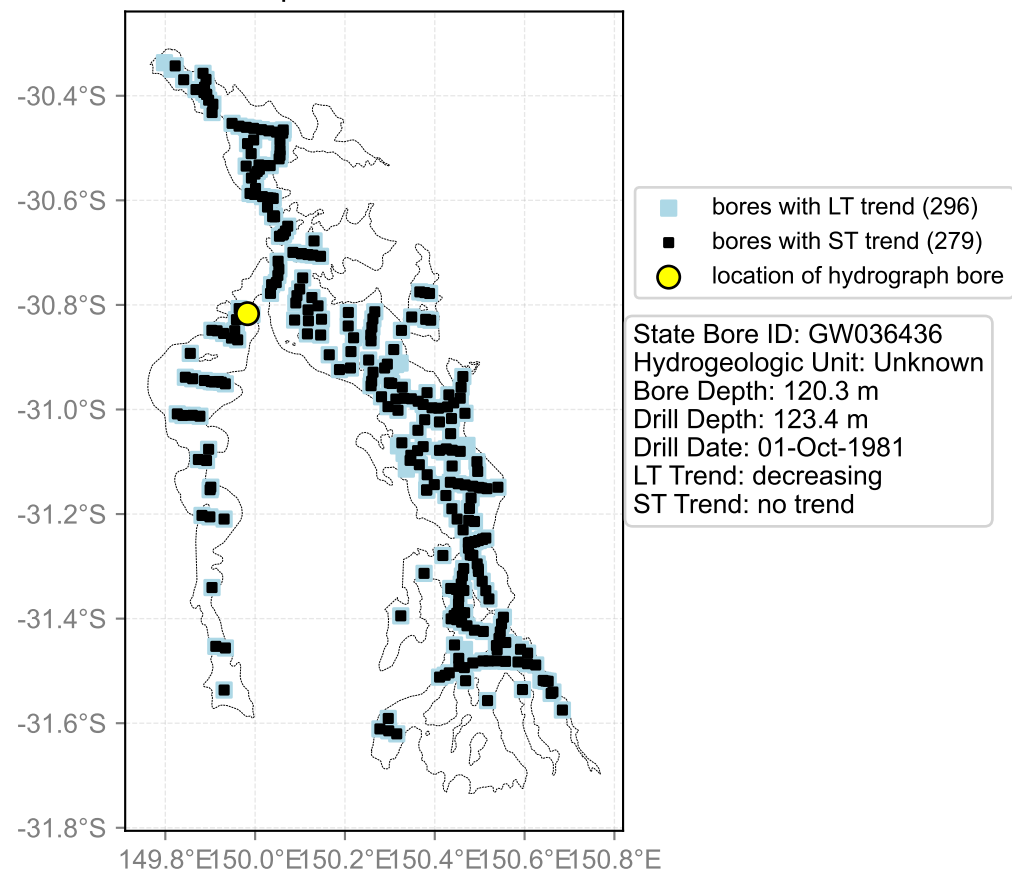 -30.4°S
-30.6°S
-30.8°S
-31.0°S
-31.2°S
-31.4°S
-31.6°S
-31.8°S
149.8°E150.0°E150.2°E150.4°E150.6°E150.8°E
bores with LT trend (296)
bores with ST trend (279)
location of hydrograph bore
State Bore ID: GW036436
Hydrogeologic Unit: Unknown
Bore Depth: 120.3 m
Drill Depth: 123.4 m
Drill Date: 01-Oct-1981
LT Trend: decreasing
ST Trend: no trend